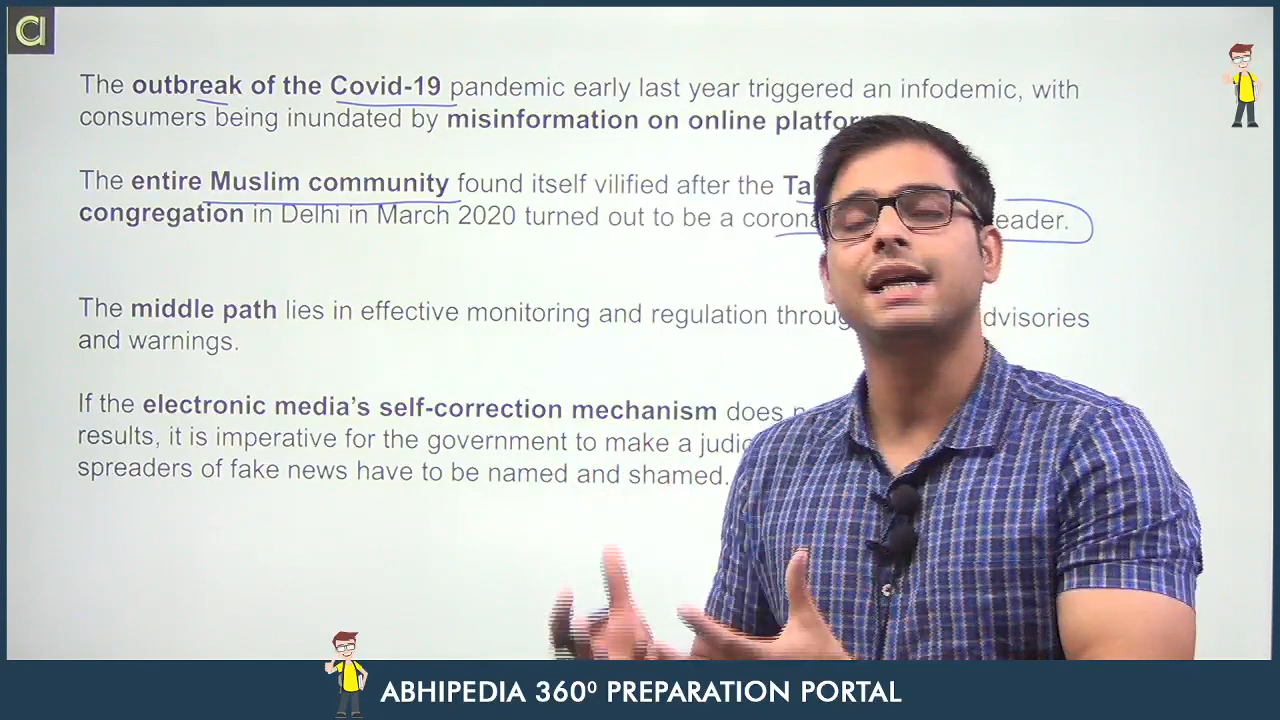 The outbreak of the Covid-19 pandemic early last year triggered an infodemic, with
consumers being inundated by misinformation on online
The entire Muslim community found itself vilified after the
congregation in Delhi in March 2020 turned out to be a
The middle path lies in effective monitoring and regulation
and warnings.
If the electronic media's self-correction mechanism does
results, it is imperative for the government to make a
spreaders of fake news have to be named and shamed.
ABHIPEDIA 360⁰ PREPARATION PORTAL